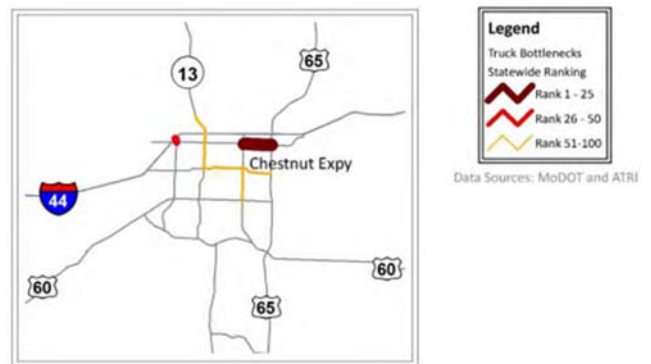 65
13
Chestnut Expy
44
60
60
65
Legend
Truck Bottlenecks
Statewide Ranking
Rank 1 - 25
Rank 26 - 50
Rank 51-100
Data Sources: MoDOT and ATRI